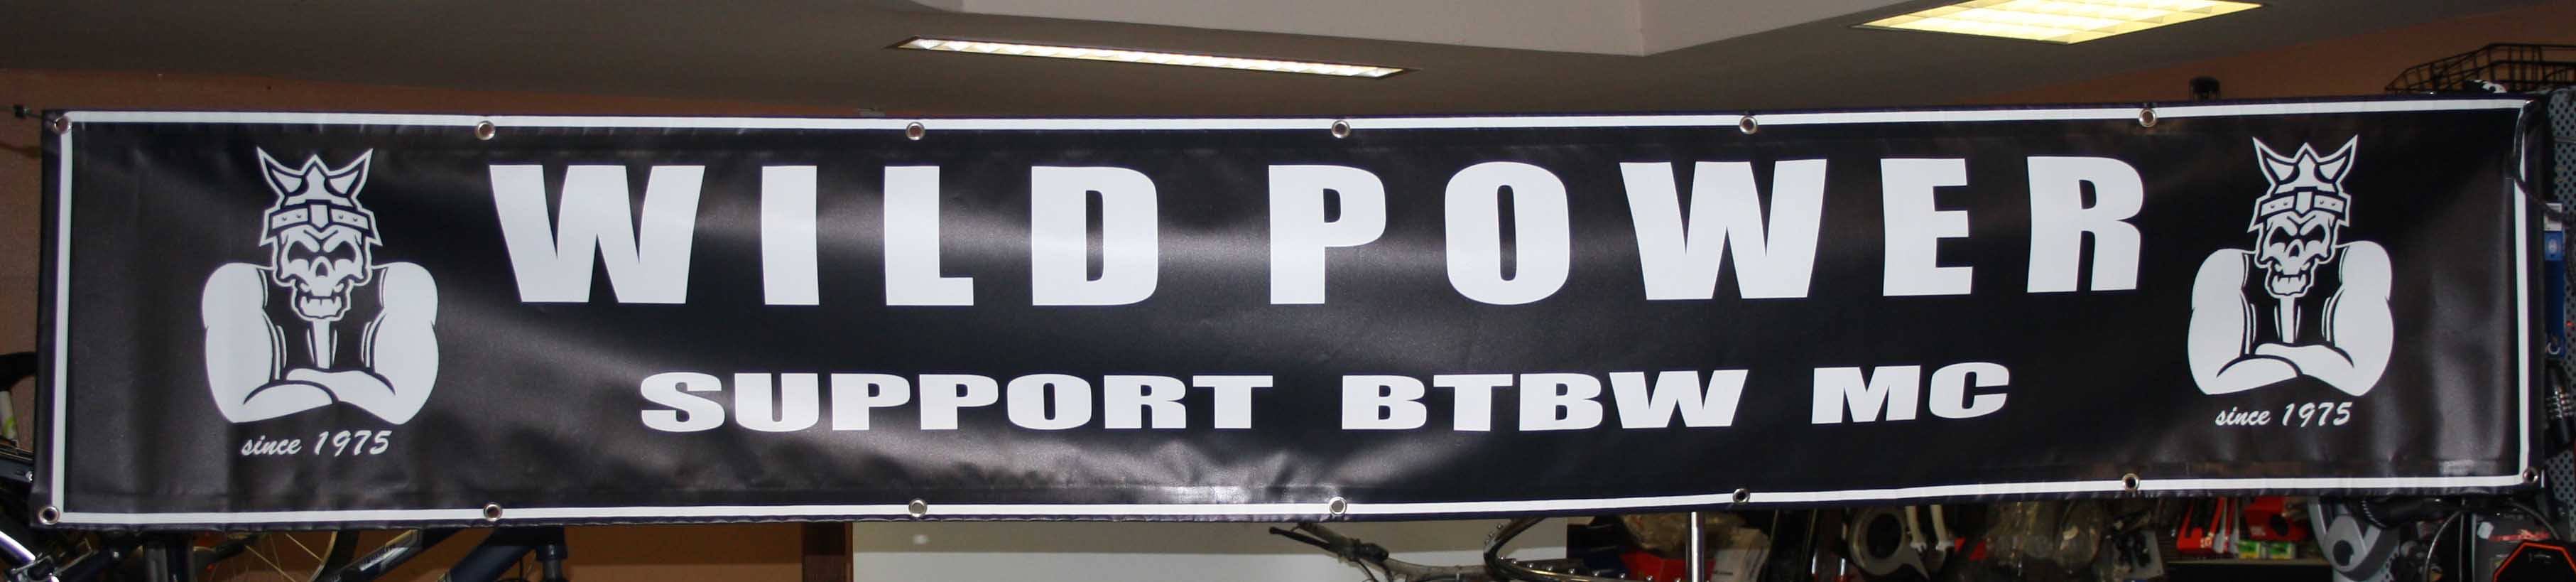 WILD POWER
SUPPORT BTBW MC
since 1975
since 1975